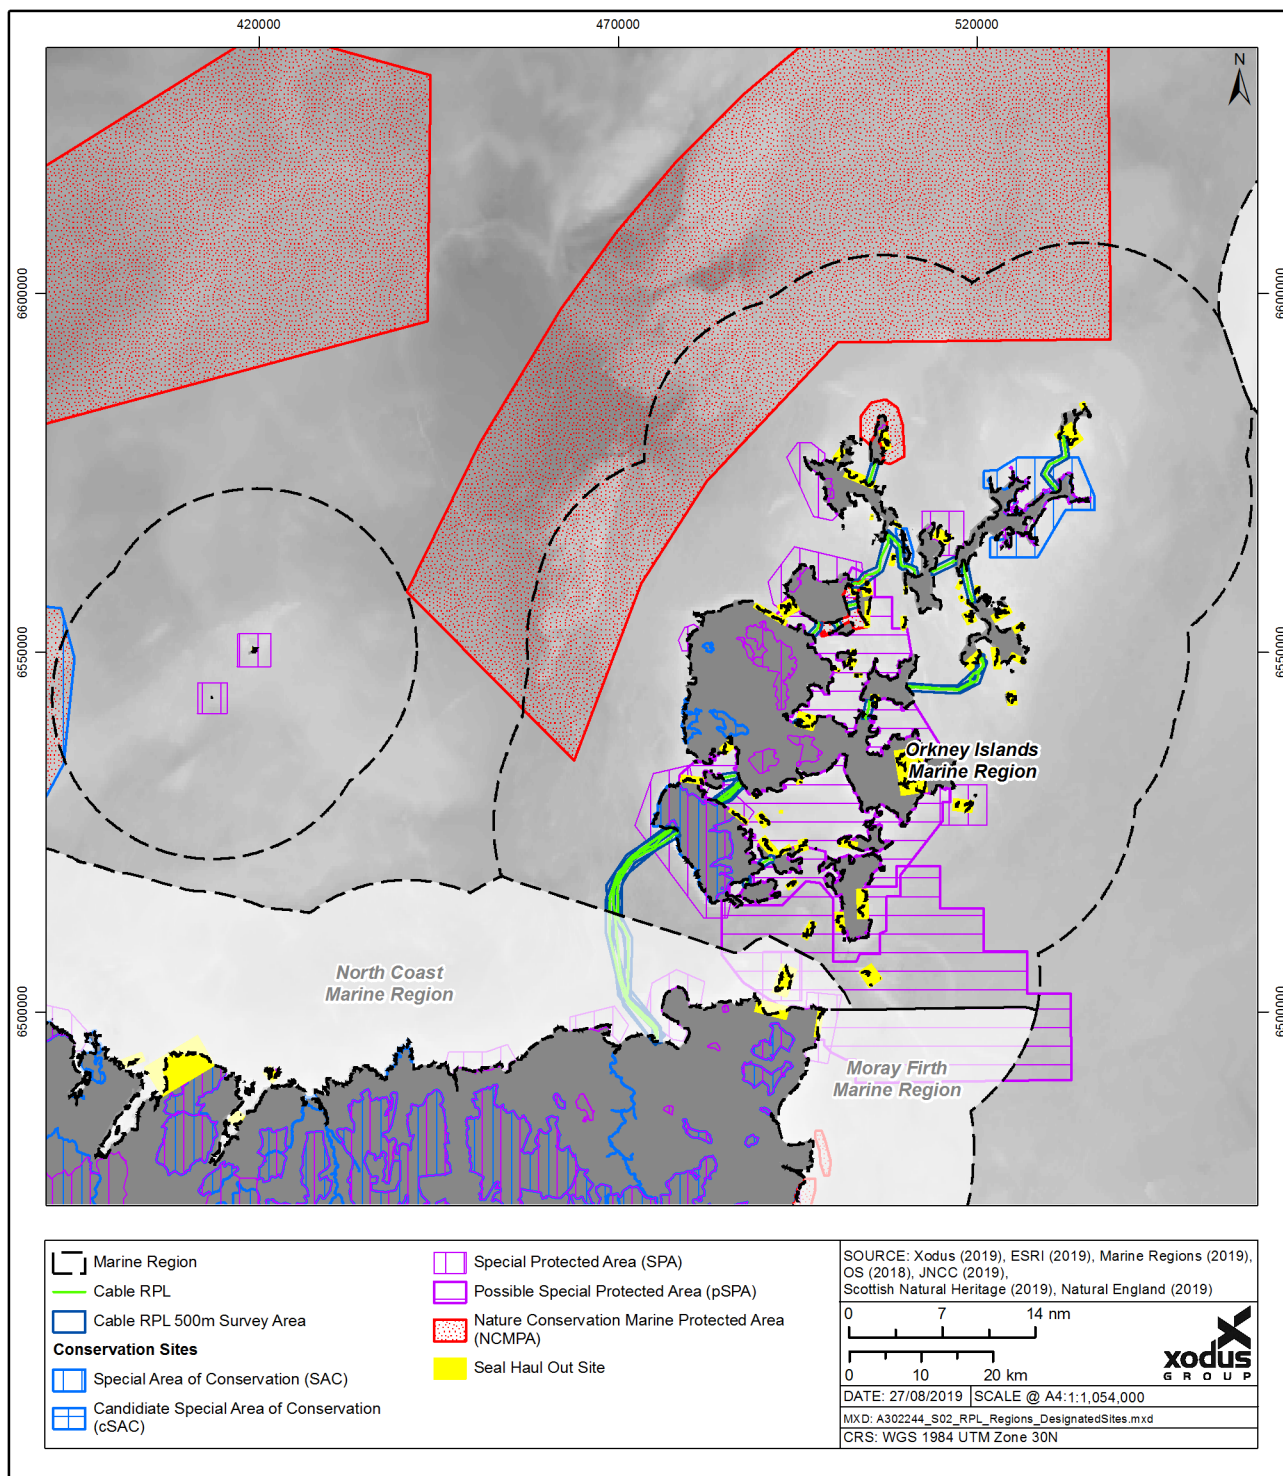 420000
470000
520000
N
6600000
6600000
6550000
6550000
Orkney Islands
Marine Region
North Coast
Marine Region
6500000
6500000
Moray Firth
Marine Region
Marine Region
Cable RPL
Cable RPL 500m Survey Area
Conservation Sites
Special Area of Conservation (SAC)
Candidate Special Area of Conservation
(cSAC)
Special Protected Area (SPA)
Possible Special Protected Area (pSPA)
Nature Conservation Marine Protected Area
(NCMPA)
Seal Haul Out Site
SOURCE: Xodus (2019), ESRI (2019), Marine Regions (2019),
OS (2018), JNCC (2019),
Scottish Natural Heritage (2019), Natural England (2019)
0 7 14 nm
0 10 20 km
xodus
GROUP
DATE: 27/08/2019 SCALE @ A4:1:1,054,000
MXD: A302244_S02_RPL_Regions_DesignatedSites.mxd
CRS: WGS 1984 UTM Zone 30N